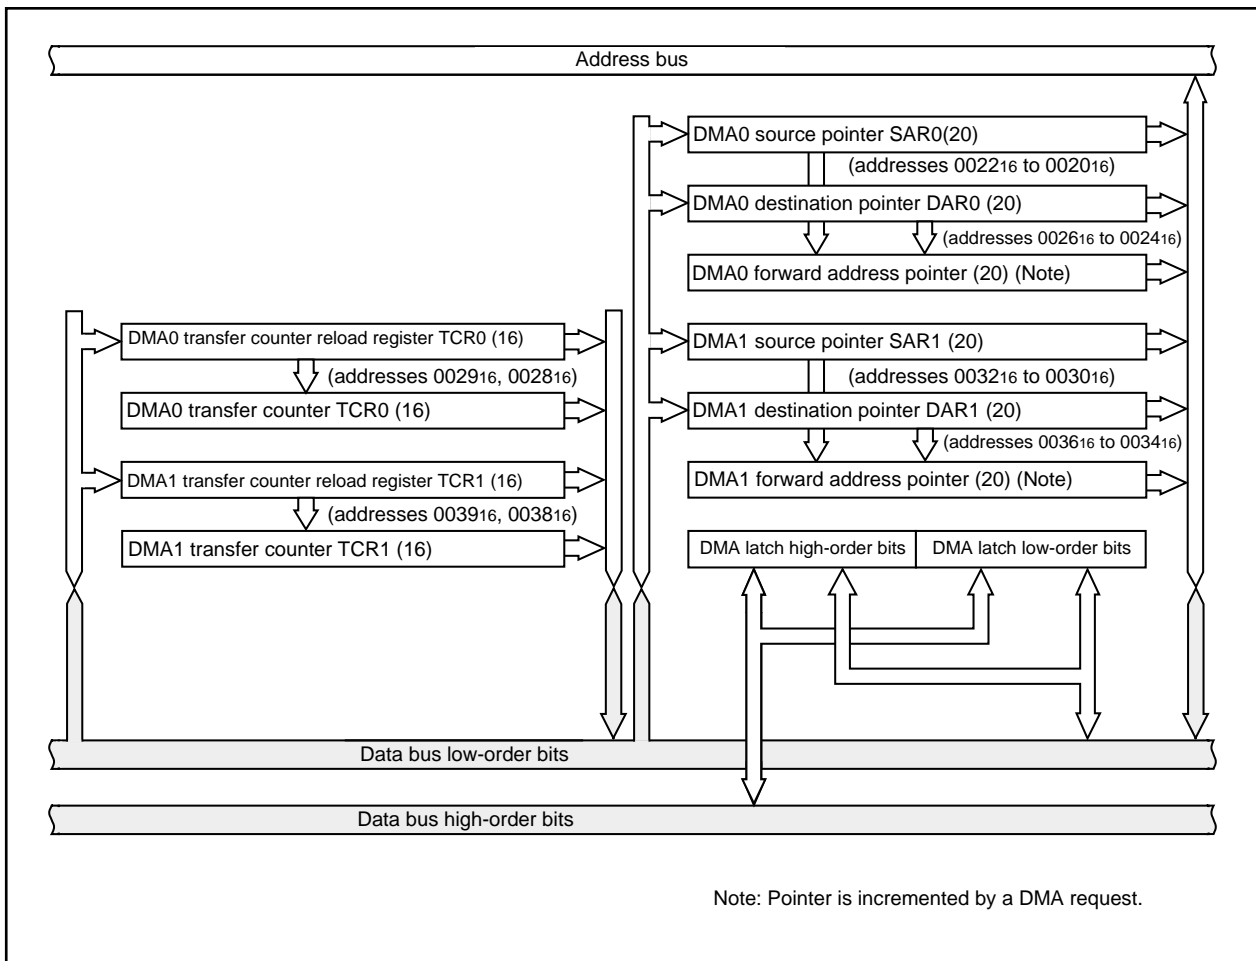 Address bus
DMA0 source pointer SAR0(20)
(addresses 002216 to 002016)
DMA0 destination pointer DAR0 (20)
(addresses 002616 to 002416)
DMA0 forward address pointer (20) (Note)
DMA0 transfer counter reload register TCR0 (16)
(addresses 002916, 002816)
DMA0 transfer counter TCR0 (16)
DMA1 transfer counter reload register TCR1 (16)
(addresses 003916, 003816)
DMA1 transfer counter TCR1 (16)
DMA1 source pointer SAR1 (20)
(addresses 003216 to 003016)
DMA1 destination pointer DAR1 (20)
(addresses 003616 to 003416)
DMA1 forward address pointer (20) (Note)
DMA latch high-order bits
DMA latch low-order bits
Data bus low-order bits
Data bus high-order bits
Note: Pointer is incremented by a DMA request.